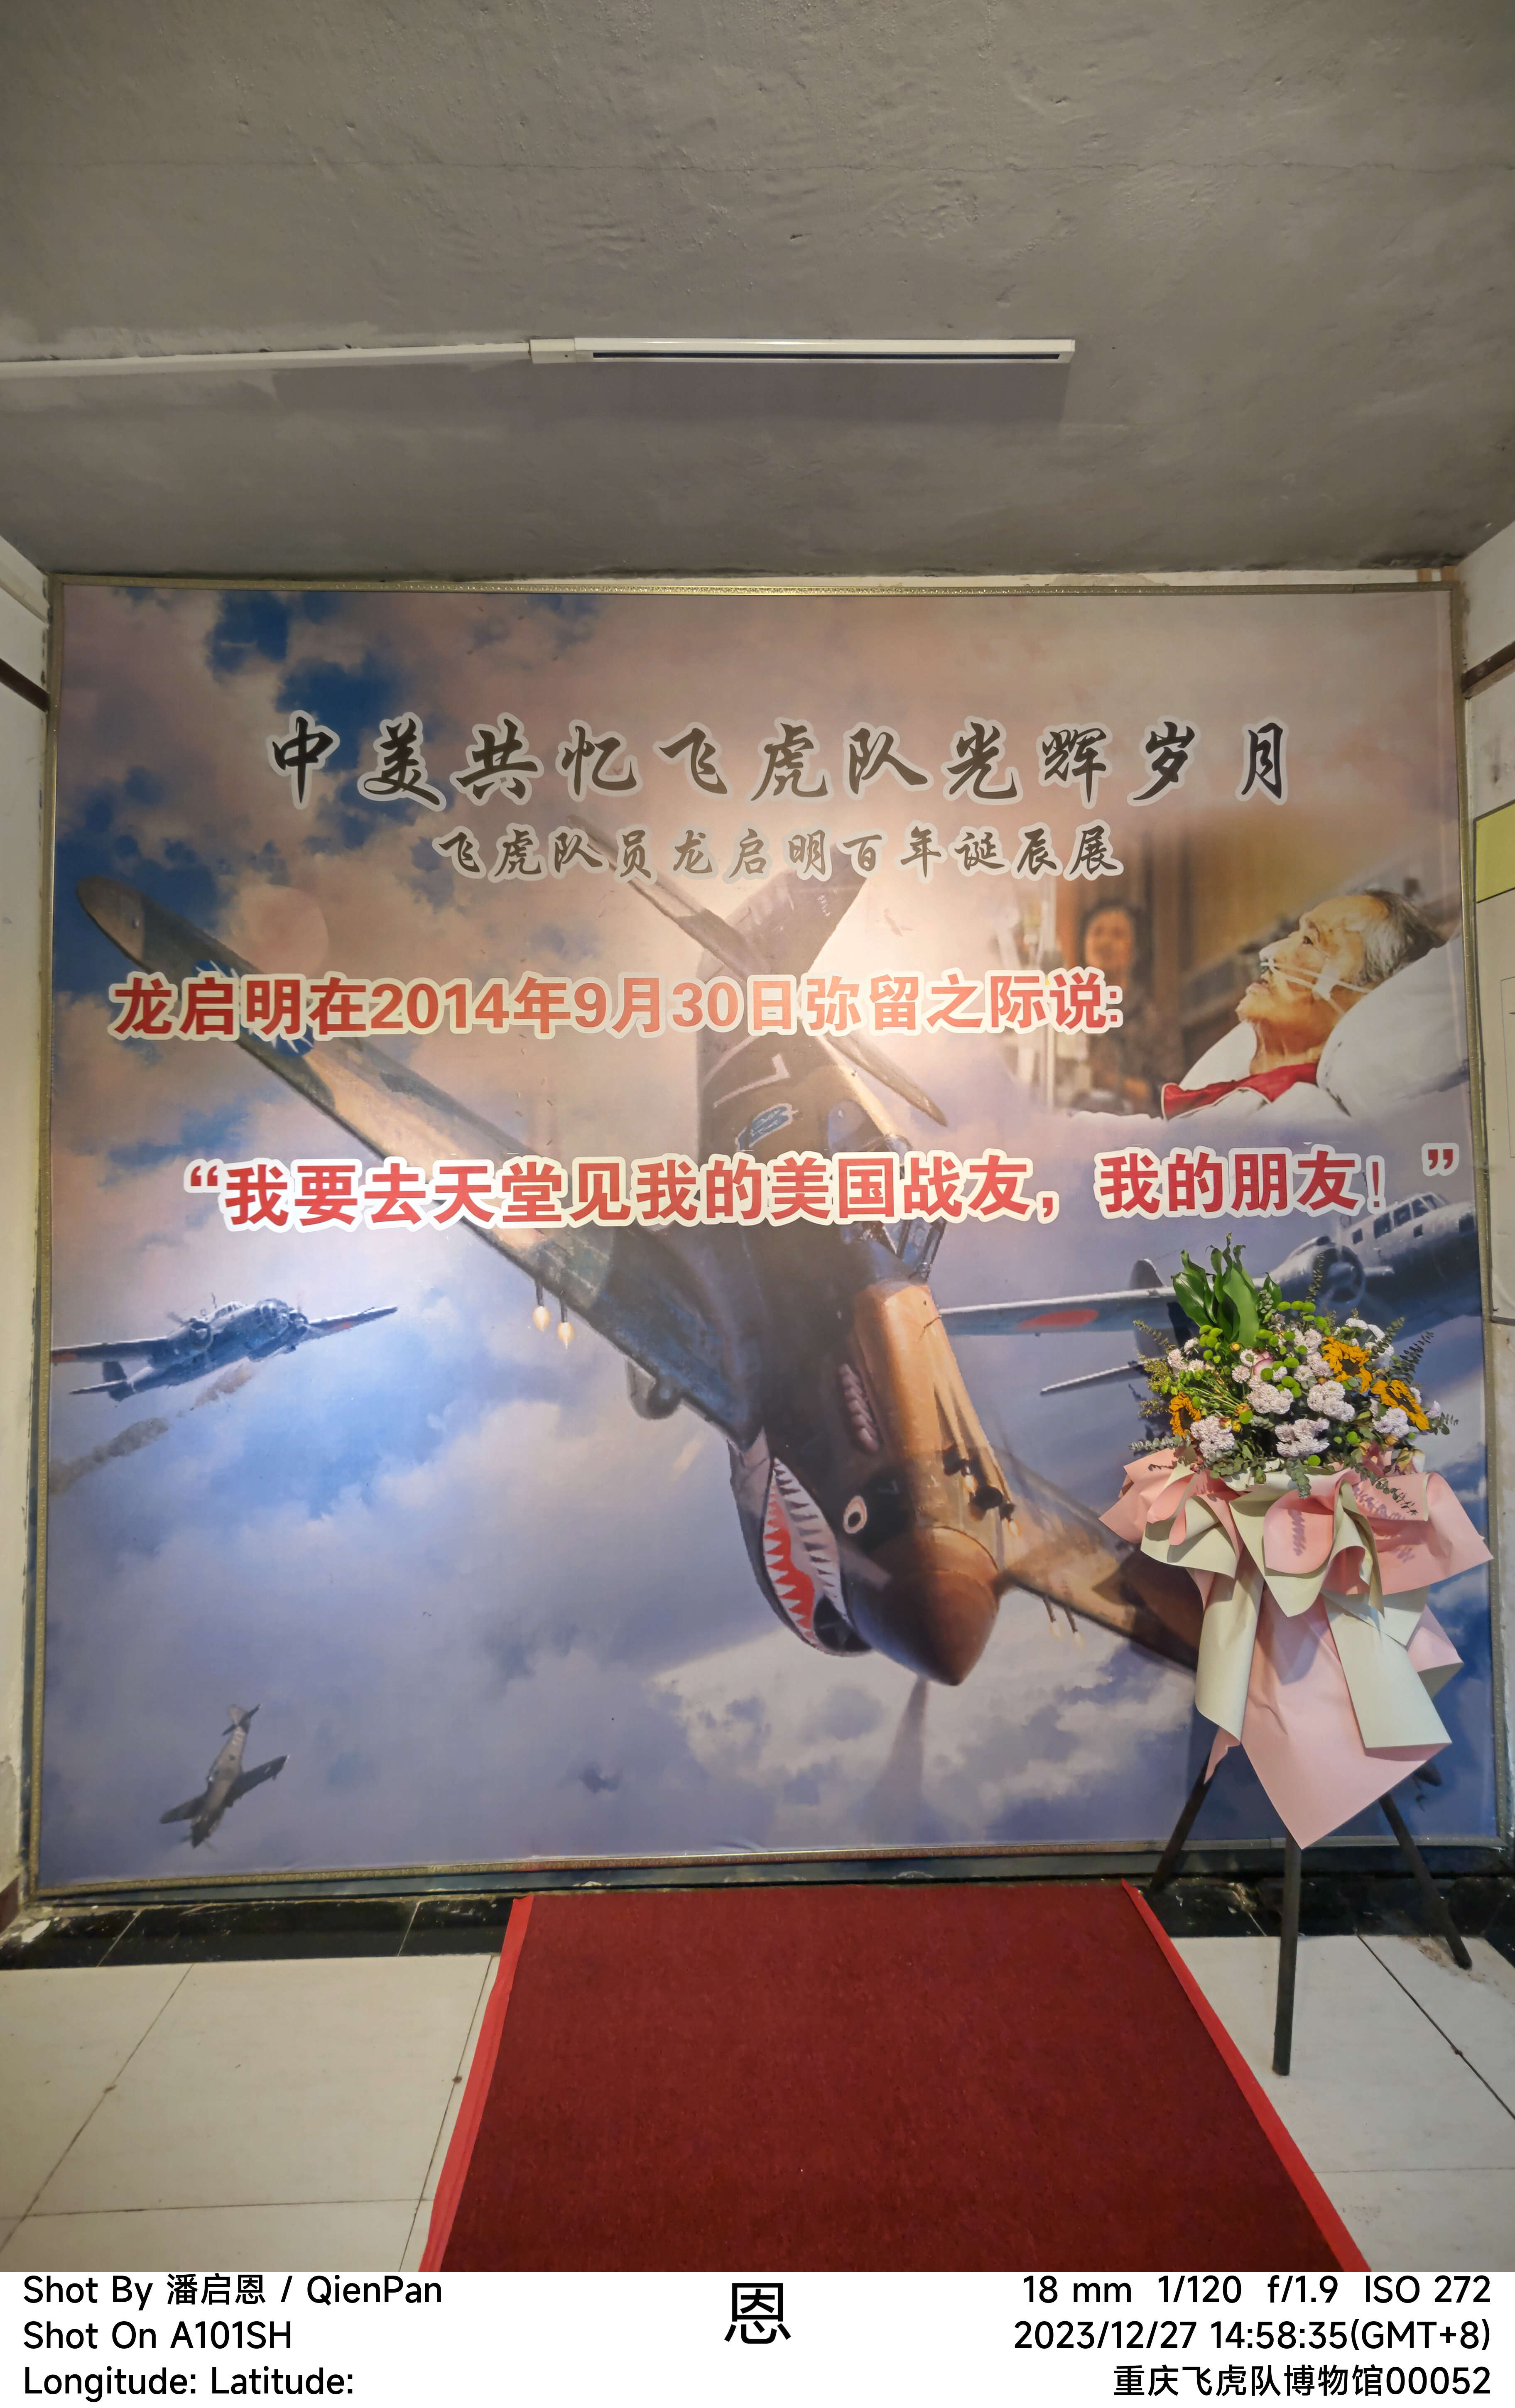 中美共忆飞虎队光辉岁月
飞虎队员龙启明百年诞辰展
龙启明在2014年9月30日弥留之际说:
“我要去天堂见我的美国战友，我的朋友！”
Shot By 潘启恩 / QienPan
Shot On A101SH
Longitude: Latitude:
恩
18 mm 1/120 f/1.9 ISO 272
2023/12/27 14:58:35(GMT+8)
重庆飞虎队博物馆00052